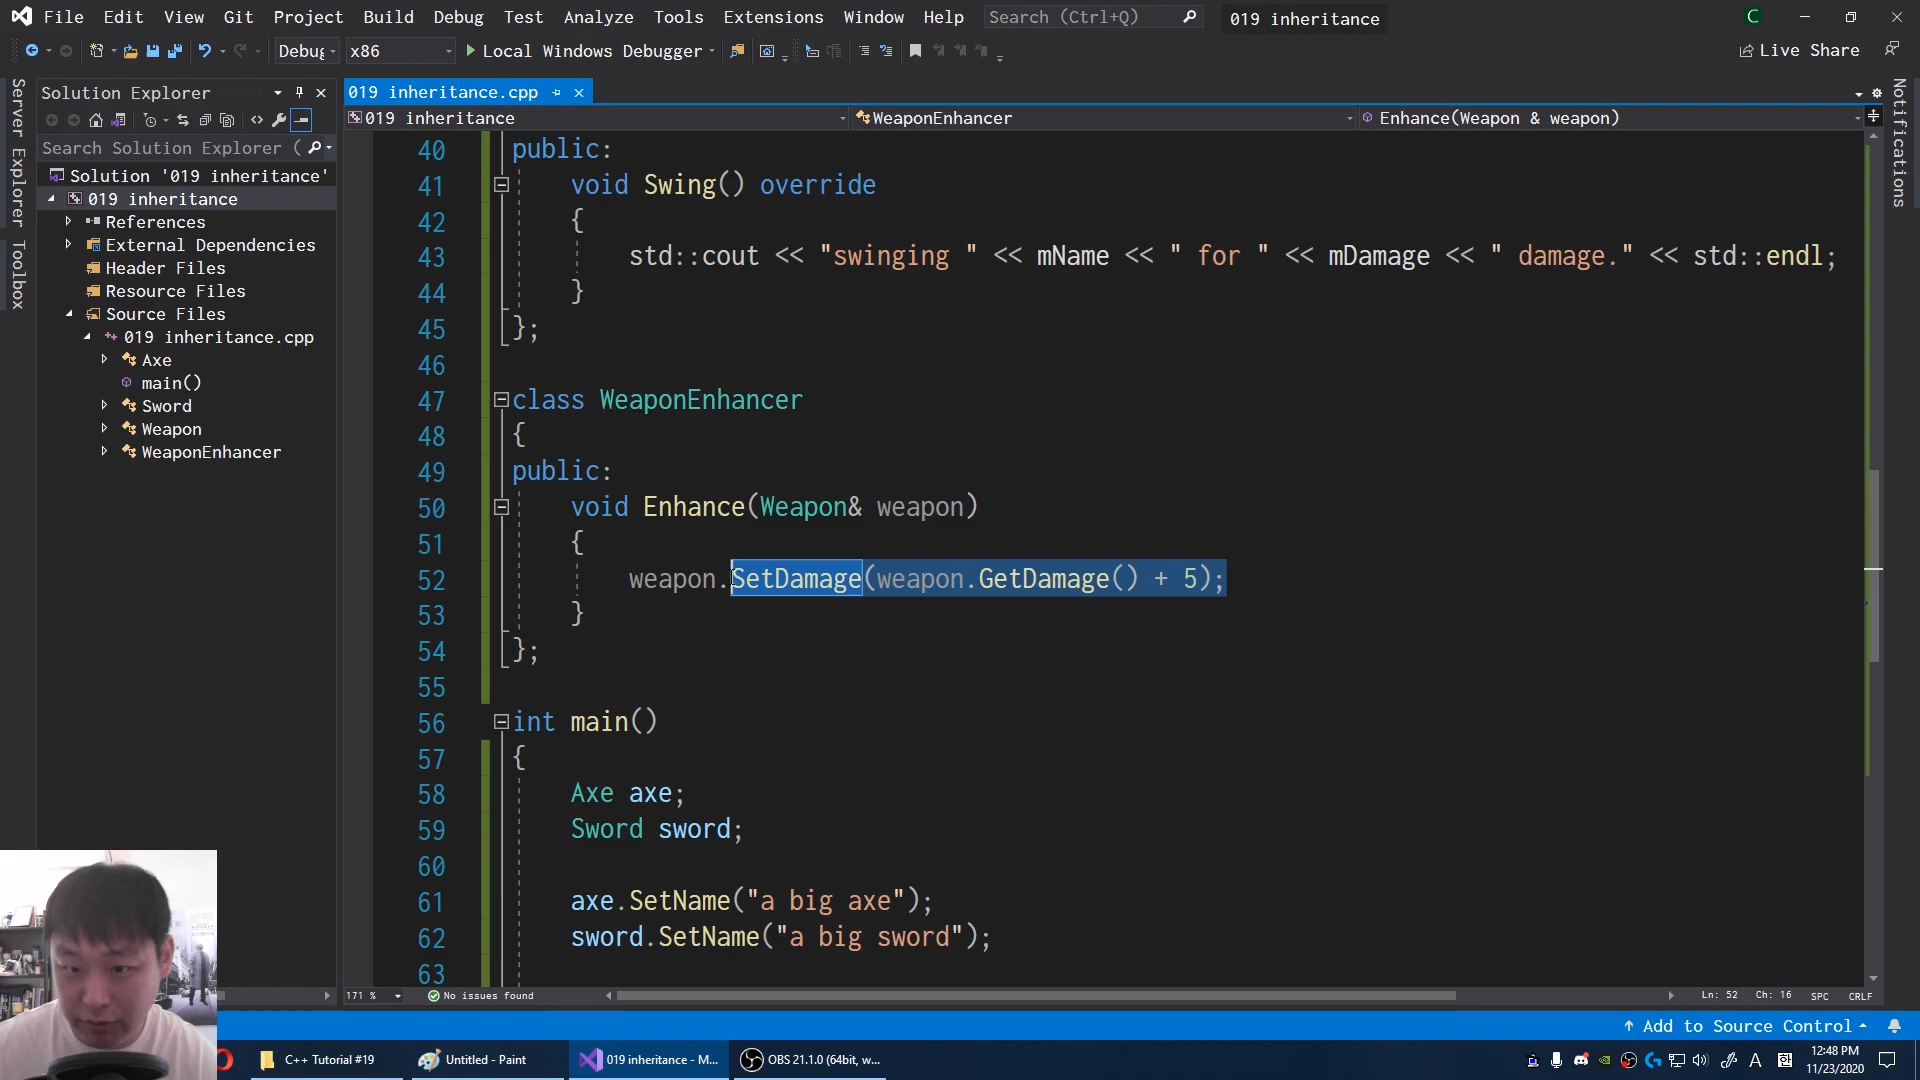 File Edit View Git Project Build Debug Test Analyze Tools Extensions Window Help Search (Ctrl+Q) 019 inheritance C
Debug x86 Local Windows Debugger Live Share
Server Explorer
Toolbox
Solution Explorer
Search Solution Explorer (
Solution '019 inheritance'
019 inheritance
References
External Dependencies
Header Files
Resource Files
Source Files
019 inheritance.cpp
Axe
main()
Sword
Weapon
WeaponEnhancer
019 inheritance.cpp
019 inheritance WeaponEnhancer Enhance(Weapon & weapon)
40 public:
41 void Swing() override
42 {
43 std::cout << "swinging " << mName << " for " << mDamage << " damage." << std::endl;
44 }
45 };
46
47 class WeaponEnhancer
48 {
49 public:
50 void Enhance(Weapon& weapon)
51 {
52 weapon.SetDamage(weapon.GetDamage() + 5);
53 }
54 };
55
56 int main()
57 {
58 Axe axe;
59 Sword sword;
60
61 axe.SetName("a big axe");
62 sword.SetName("a big sword");
63
Notifications
171 % No issues found Ln: 52 Ch: 16 SPC CRLF
Add to Source Control
C++ Tutorial #19 Untitled - Paint 019 inheritance - M... OBS 21.1.0 (64bit, w... A 한 12:48 PM
11/23/2020